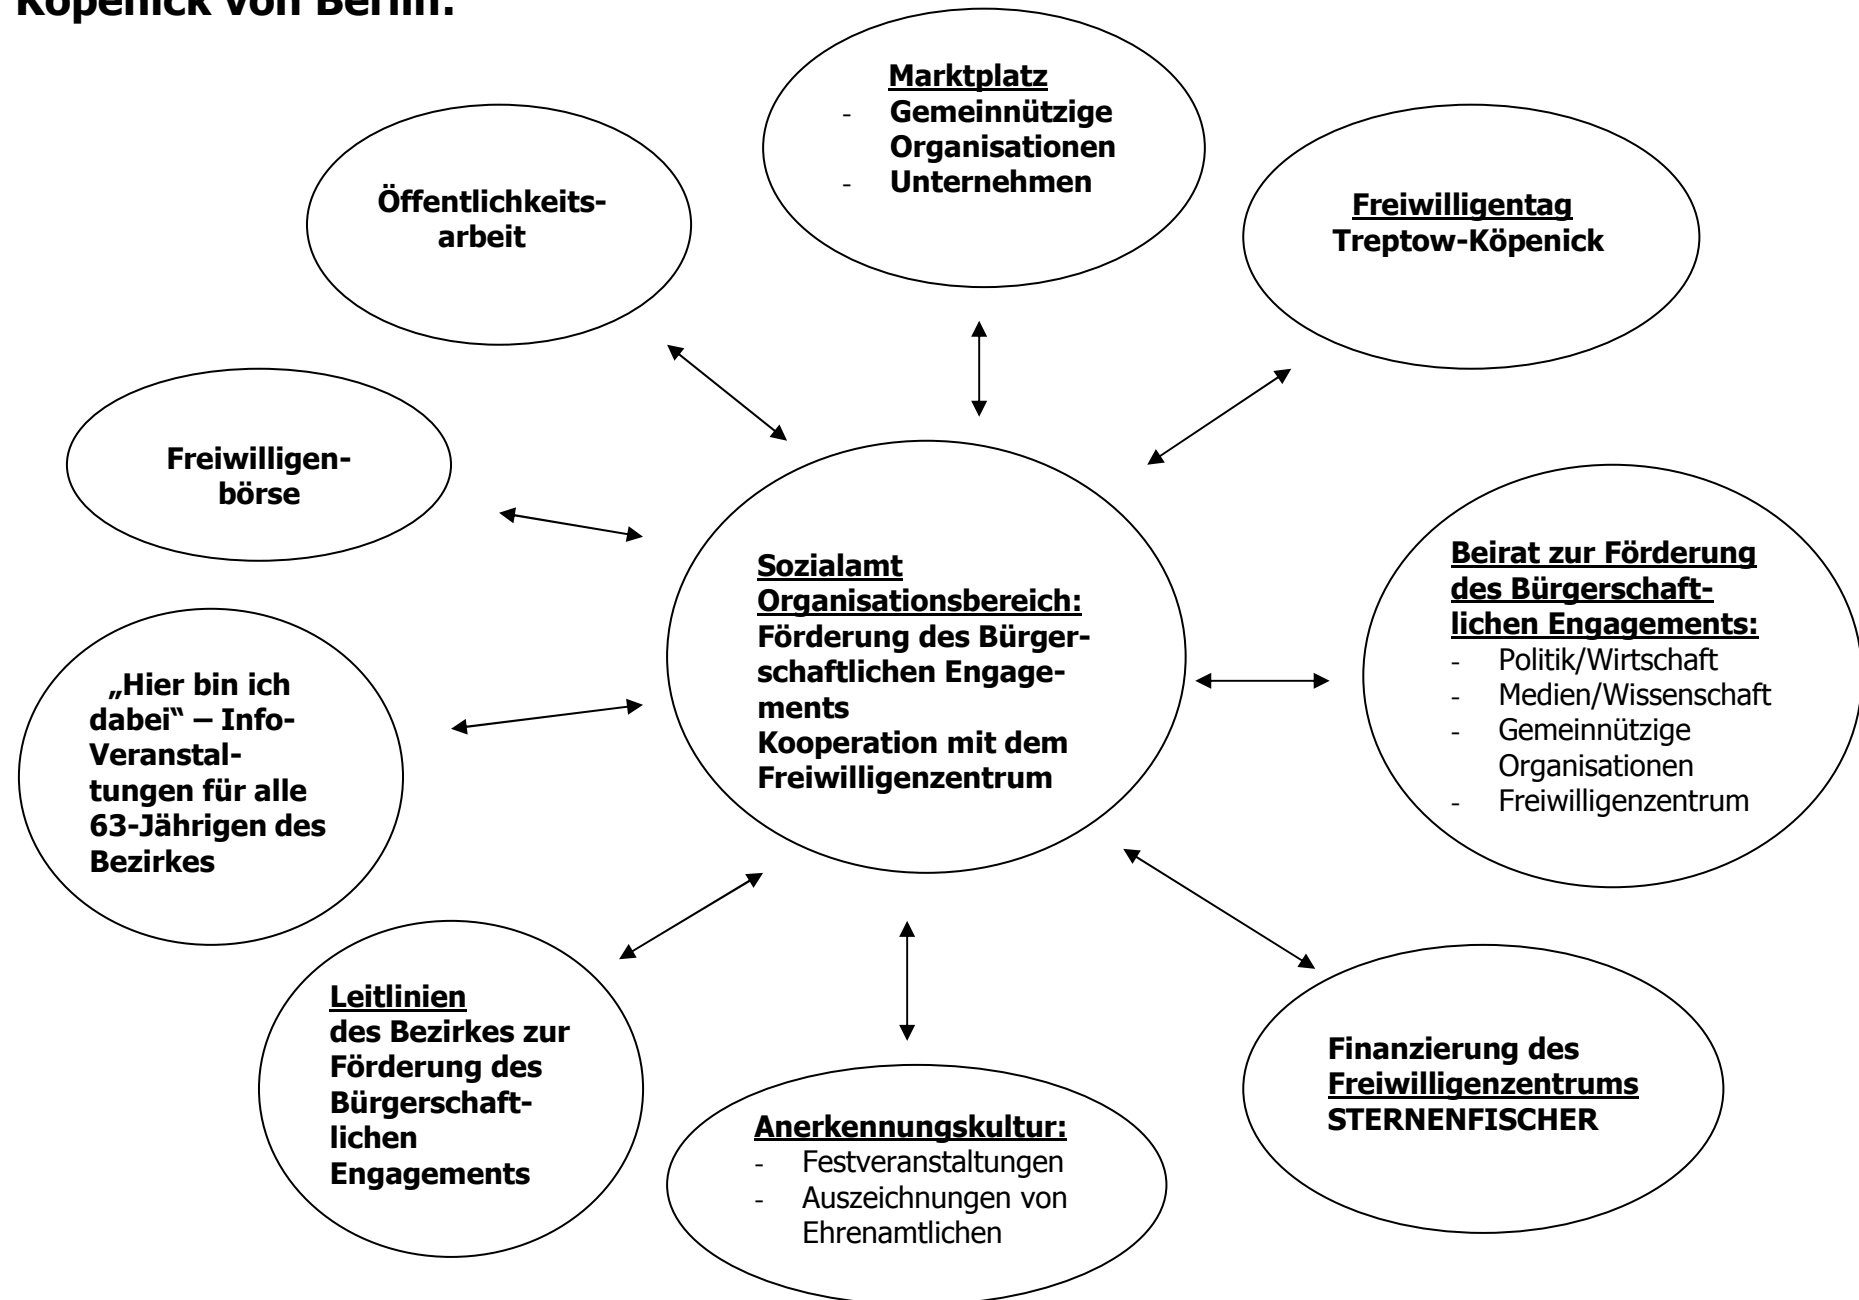 Köpenick von Berlin:
Marktplatz
- Gemeinnützige
Organisationen
- Unternehmen
Öffentlichkeits-
arbeit
Freiwilligentag
Treptow-Köpenick
Freiwilligen-
börse
Sozialamt
Organisationsbereich:
Förderung des Bürger-
schaftlichen Engage-
ments
Kooperation mit dem
Freiwilligenzentrum
Beirat zur Förderung
des Bürgerschaft-
lichen Engagements:
- Politik/Wirtschaft
- Medien/Wissenschaft
- Gemeinnützige
Organisationen
- Freiwilligenzentrum
„Hier bin ich
dabei“ – Info-
Veranstal-
tungen für alle
63-Jährigen des
Bezirkes
Leitlinien
des Bezirkes zur
Förderung des
Bürgerschaft-
lichen
Engagements
Anerkennungskultur:
- Festveranstaltungen
- Auszeichnungen von
Ehrenamtlichen
Finanzierung des
Freiwilligenzentrums
STERNENFISCHER